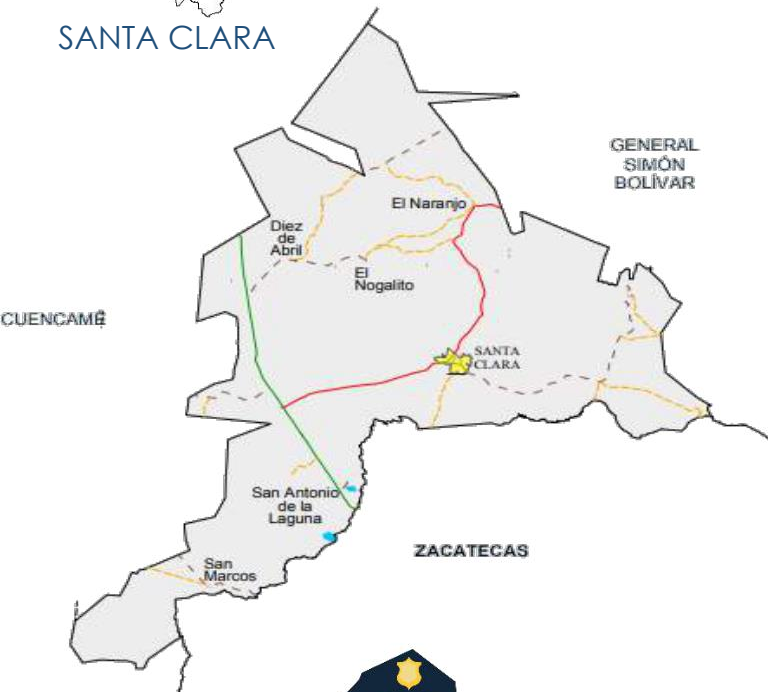 SANTA CLARA
GENERAL
SIMÓN
BOLÍVAR
El Naranjo
Diez
de
Abril
El
Nogalito
CUENCAMÉ
SANTA
CLARA
San Antonio
de la
Laguna
ZACATECAS
San
Marcos